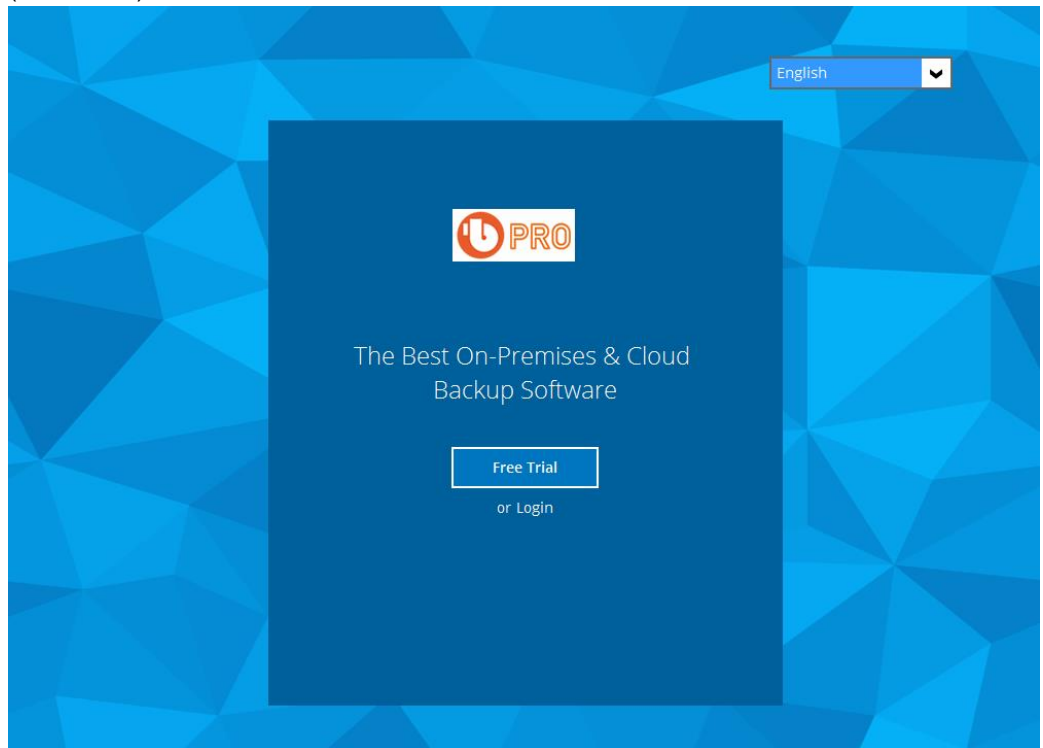 English
PRO
The Best On-Premises & Cloud
Backup Software
Free Trial
or Login